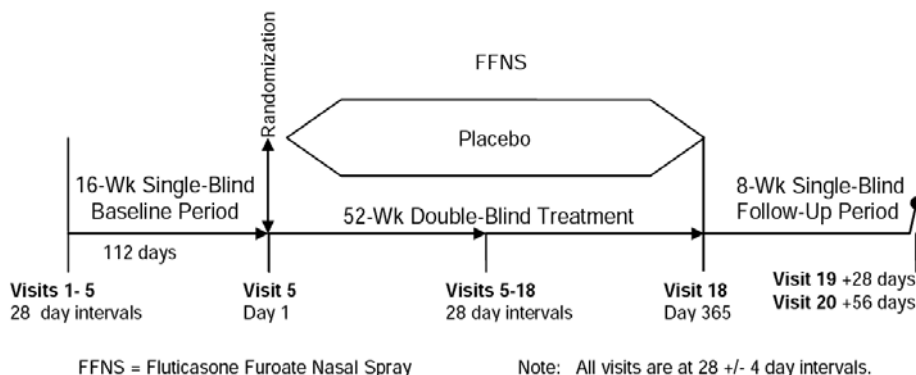 Randomization
FFNS
Placebo
16-Wk Single-Blind
Baseline Period
52-Wk Double-Blind Treatment
8-Wk Single-Blind
Follow-Up Period
112 days
Visits 1- 5
28 day intervals
Visit 5
Day 1
Visits 5-18
28 day intervals
Visit 18
Day 365
Visit 19 +28 days
Visit 20 +56 days
FFNS = Fluticasone Furoate Nasal Spray
Note: All visits are at 28 +/- 4 day intervals.